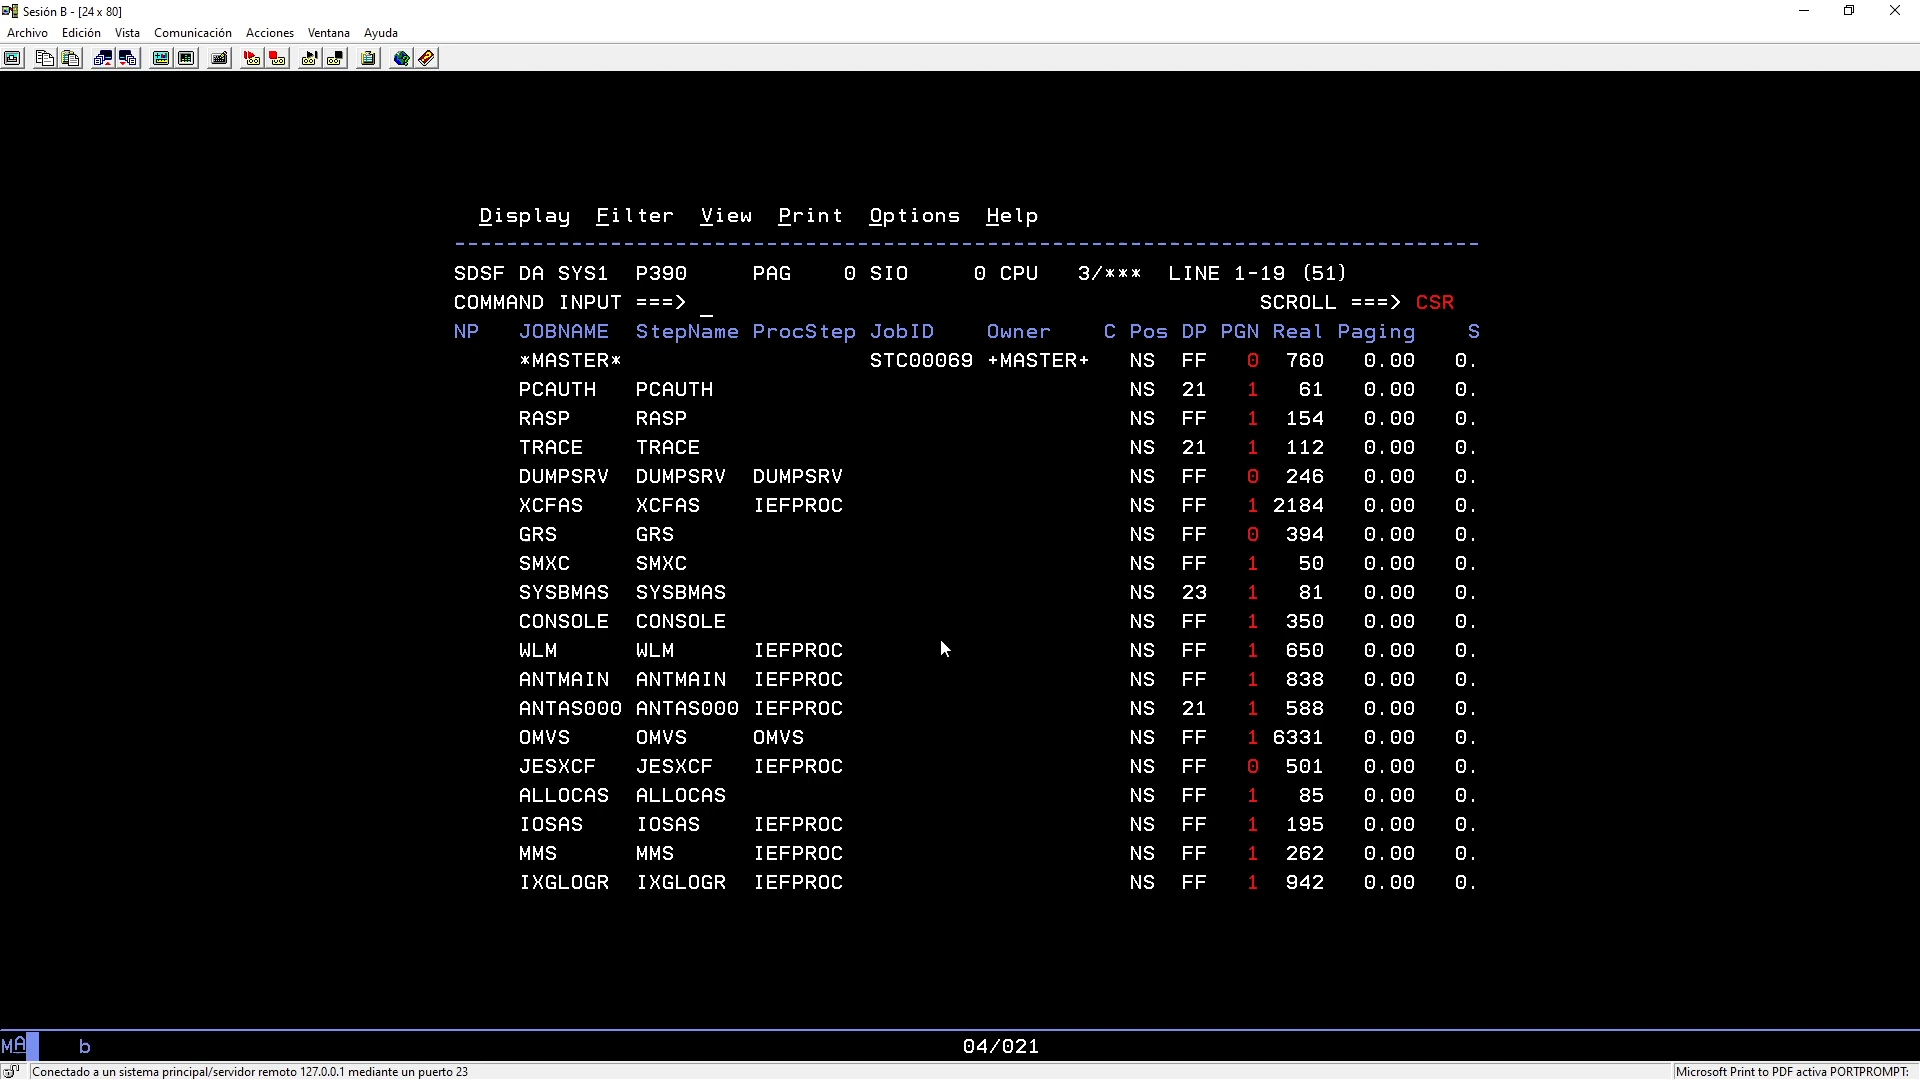 Sesión B - [24 x 80]
Archivo Edición Vista Comunicación Acciones Ventana Ayuda
Display Filter View Print Options Help
-------------------------------------------------------------------------------
SDSF DA SYS1 P390 PAG 0 SIO 0 CPU 3/*** LINE 1-19 (51)
COMMAND INPUT ===> _ SCROLL ===> CSR
NP JOBNAME StepName ProcStep JobID Owner C Pos DP PGN Real Paging S
*MASTER* STC00069 +MASTER+ NS FF 0 760 0.00 0.
PCAUTH PCAUTH NS 21 1 61 0.00 0.
RASP RASP NS FF 1 154 0.00 0.
TRACE TRACE NS 21 1 112 0.00 0.
DUMPSRV DUMPSRV DUMPSRV NS FF 0 246 0.00 0.
XCFAS XCFAS IEFPROC NS FF 1 2184 0.00 0.
GRS GRS NS FF 0 394 0.00 0.
SMXC SMXC NS FF 1 50 0.00 0.
SYSBMAS SYSBMAS NS 23 1 81 0.00 0.
CONSOLE CONSOLE NS FF 1 350 0.00 0.
WLM WLM IEFPROC NS FF 1 650 0.00 0.
ANTMAIN ANTMAIN IEFPROC NS FF 1 838 0.00 0.
ANTAS000 ANTAS000 IEFPROC NS 21 1 588 0.00 0.
OMVS OMVS OMVS NS FF 1 6331 0.00 0.
JESXCF JESXCF IEFPROC NS FF 0 501 0.00 0.
ALLOCAS ALLOCAS NS FF 1 85 0.00 0.
IOSAS IOSAS IEFPROC NS FF 1 195 0.00 0.
MMS MMS IEFPROC NS FF 1 262 0.00 0.
IXGLOGR IXGLOGR IEFPROC NS FF 1 942 0.00 0.
MA b 04/021
Conectado a un sistema principal/servidor remoto 127.0.0.1 mediante un puerto 23 Microsoft Print to PDF activa PORTPROMPT: